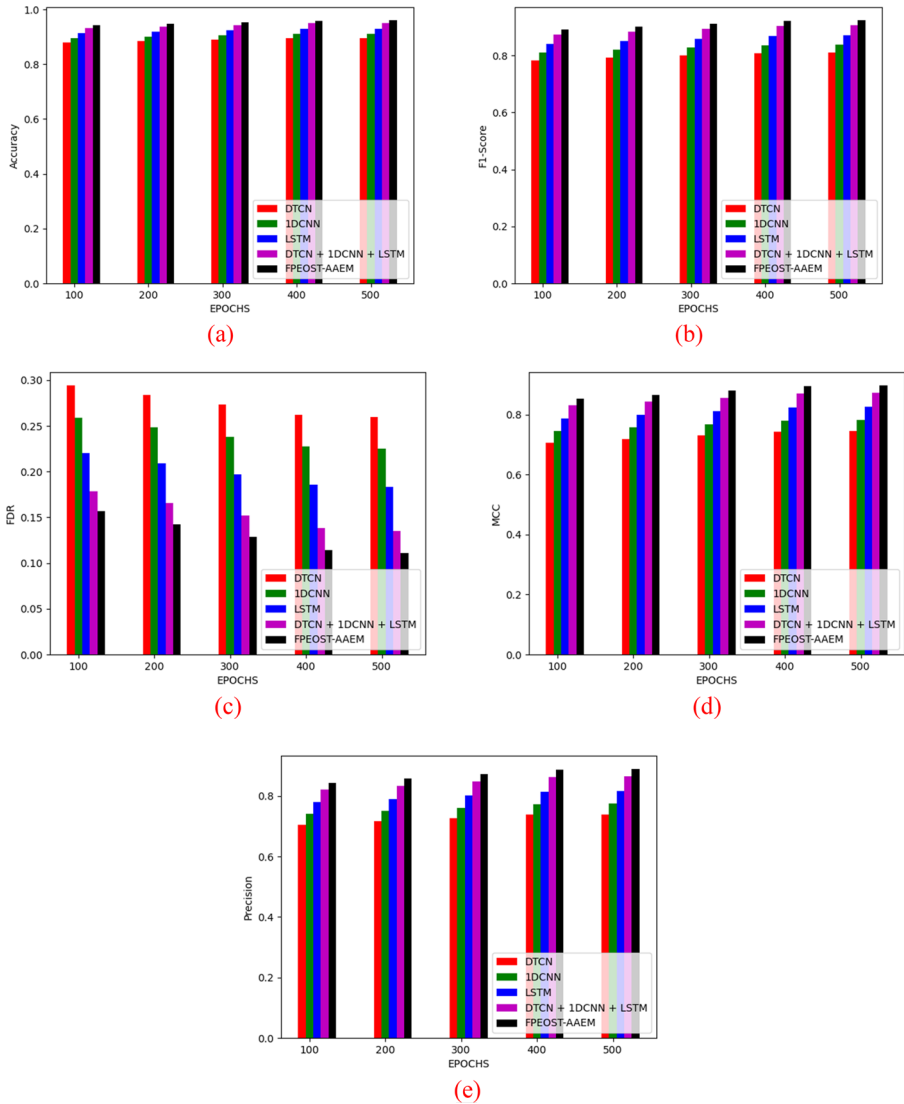 1.0
0.8
0.6
0.4
0.2
0.0
Accuracy
DTCN
1DCNN
LSTM
DTCN + 1DCNN + LSTM
FPEOST-AAEM
100 200 300 400 500
EPOCHS
(a)
0.8
0.6
0.4
0.2
0.0
F1-Score
DTCN
1DCNN
LSTM
DTCN + 1DCNN + LSTM
FPEOST-AAEM
100 200 300 400 500
EPOCHS
(b)
0.30
0.25
0.20
0.15
0.10
0.05
0.00
FDR
DTCN
1DCNN
LSTM
DTCN + 1DCNN + LSTM
FPEOST-AAEM
100 200 300 400 500
EPOCHS
(c)
0.8
0.6
0.4
0.2
0.0
MCC
DTCN
1DCNN
LSTM
DTCN + 1DCNN + LSTM
FPEOST-AAEM
100 200 300 400 500
EPOCHS
(d)
0.8
0.6
0.4
0.2
0.0
Precision
DTCN
1DCNN
LSTM
DTCN + 1DCNN + LSTM
FPEOST-AAEM
100 200 300 400 500
EPOCHS
(e)